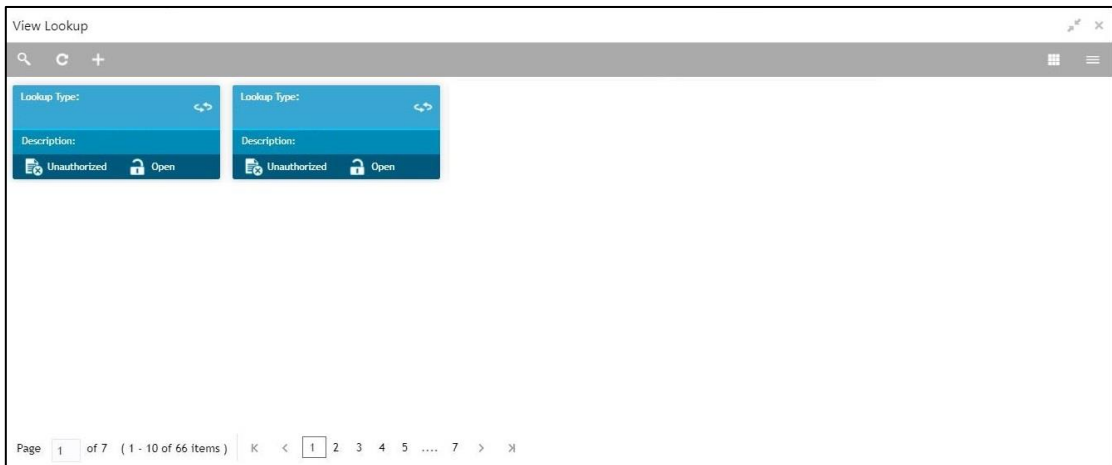 View Lookup
Lookup Type: Lookup Type:
Description: Description:
Unauthorized Open Unauthorized Open
Page 1 of 7 ( 1 - 10 of 66 items ) 1 2 3 4 5 .... 7